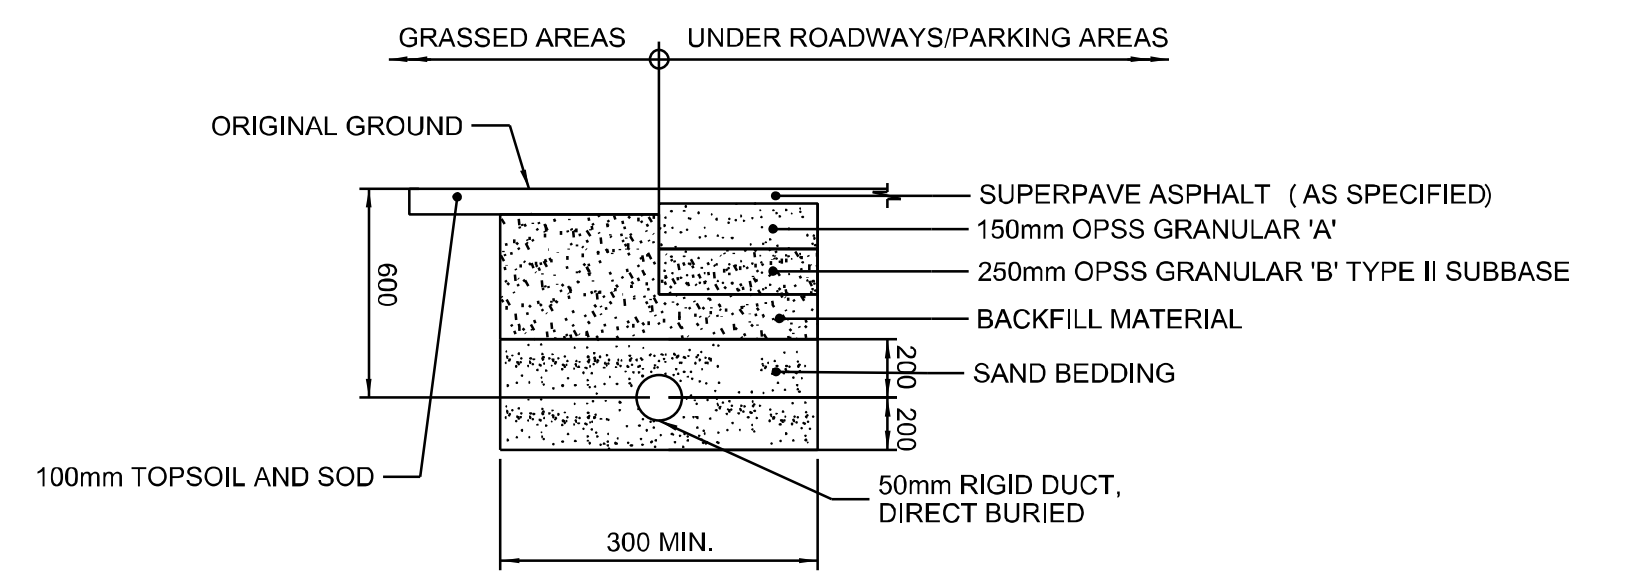 GRASSED AREAS
UNDER ROADWAYS/PARKING AREAS
ORIGINAL GROUND
SUPERPAVE ASPHALT ( AS SPECIFIED)
150mm OPSS GRANULAR 'A'
250mm OPSS GRANULAR 'B' TYPE II SUBBASE
600
BACKFILL MATERIAL
200
SAND BEDDING
200
100mm TOPSOIL AND SOD
50mm RIGID DUCT,
DIRECT BURIED
300 MIN.